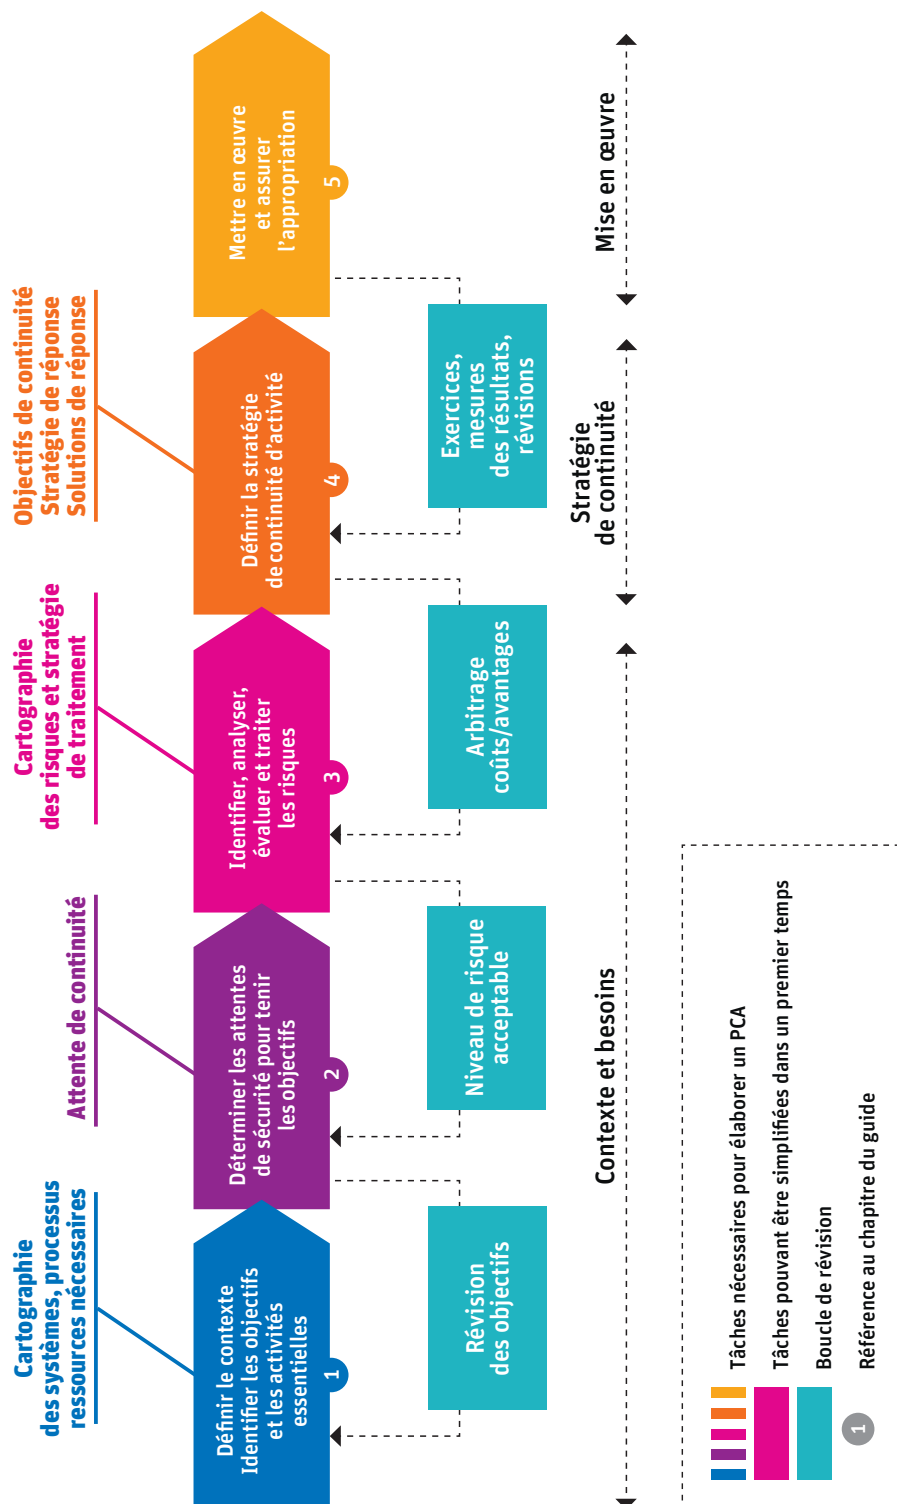 Cartographie
des systèmes, processus
ressources nécessaires
Attente de continuité
Cartographie
des risques et stratégie
de traitement
Objectifs de continuité
Stratégie de réponse
Solutions de réponse
Définir le contexte
Identifier les objectifs
et les activités
essentielles
1
Déterminer les attentes
de sécurité pour tenir
les objectifs
2
Identifier, analyser,
évaluer et traiter
les risques
3
Définir la stratégie
de continuité d'activité
4
Mettre en œuvre
et assurer
l'appropriation
5
Révision
des objectifs
Niveau de risque
acceptable
Arbitrage
coûts/avantages
Exercices,
mesures
des résultats,
révisions
Contexte et besoins
Stratégie
de continuité
Mise en œuvre
Tâches nécessaires pour élaborer un PCA
Tâches pouvant être simplifiées dans un premier temps
Boucle de révision
1
Référence au chapitre du guide